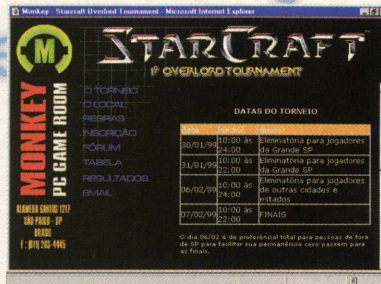 Monkey - Starcraft Overlord Tournament - Microsoft Internet Explorer
STARCRAFT
1º OVERLORD TOURNAMENT
MONKEY
PC GAME ROOM
ALAMEDA SANTOS 1217
SÃO PAULO - SP
BRASIL
O TORNEIO
O LOCAL
REGRAS
INSCRIÇÃO
FÓRUM
TABELA
RESULTADOS
EMAIL
DATAS DO TORNEIO
30/01/99 10:00 às 24:00 Eliminatória para jogadores da Grande SP
31/01/99 10:00 às 22:00 Eliminatória para jogadores da Grande SP
06/02/99 10:00 às 24:00 Eliminatória para jogadores de outras cidades e estados
07/02/99 10:00 às 22:00 FINAIS
O dia 06/02 é de preferêncial total para pessoas de fora
de SP para facilitar sua permanência caso passem para
as finais.